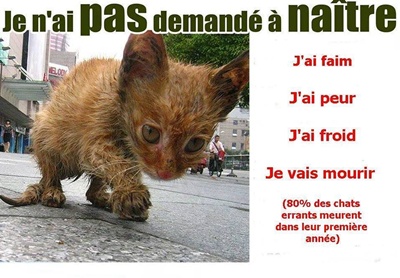 Je n'ai pas demandé à naître
J'ai faim
J'ai peur
J'ai froid
Je vais mourir
(80% des chats
errants meurent
dans leur première
année)